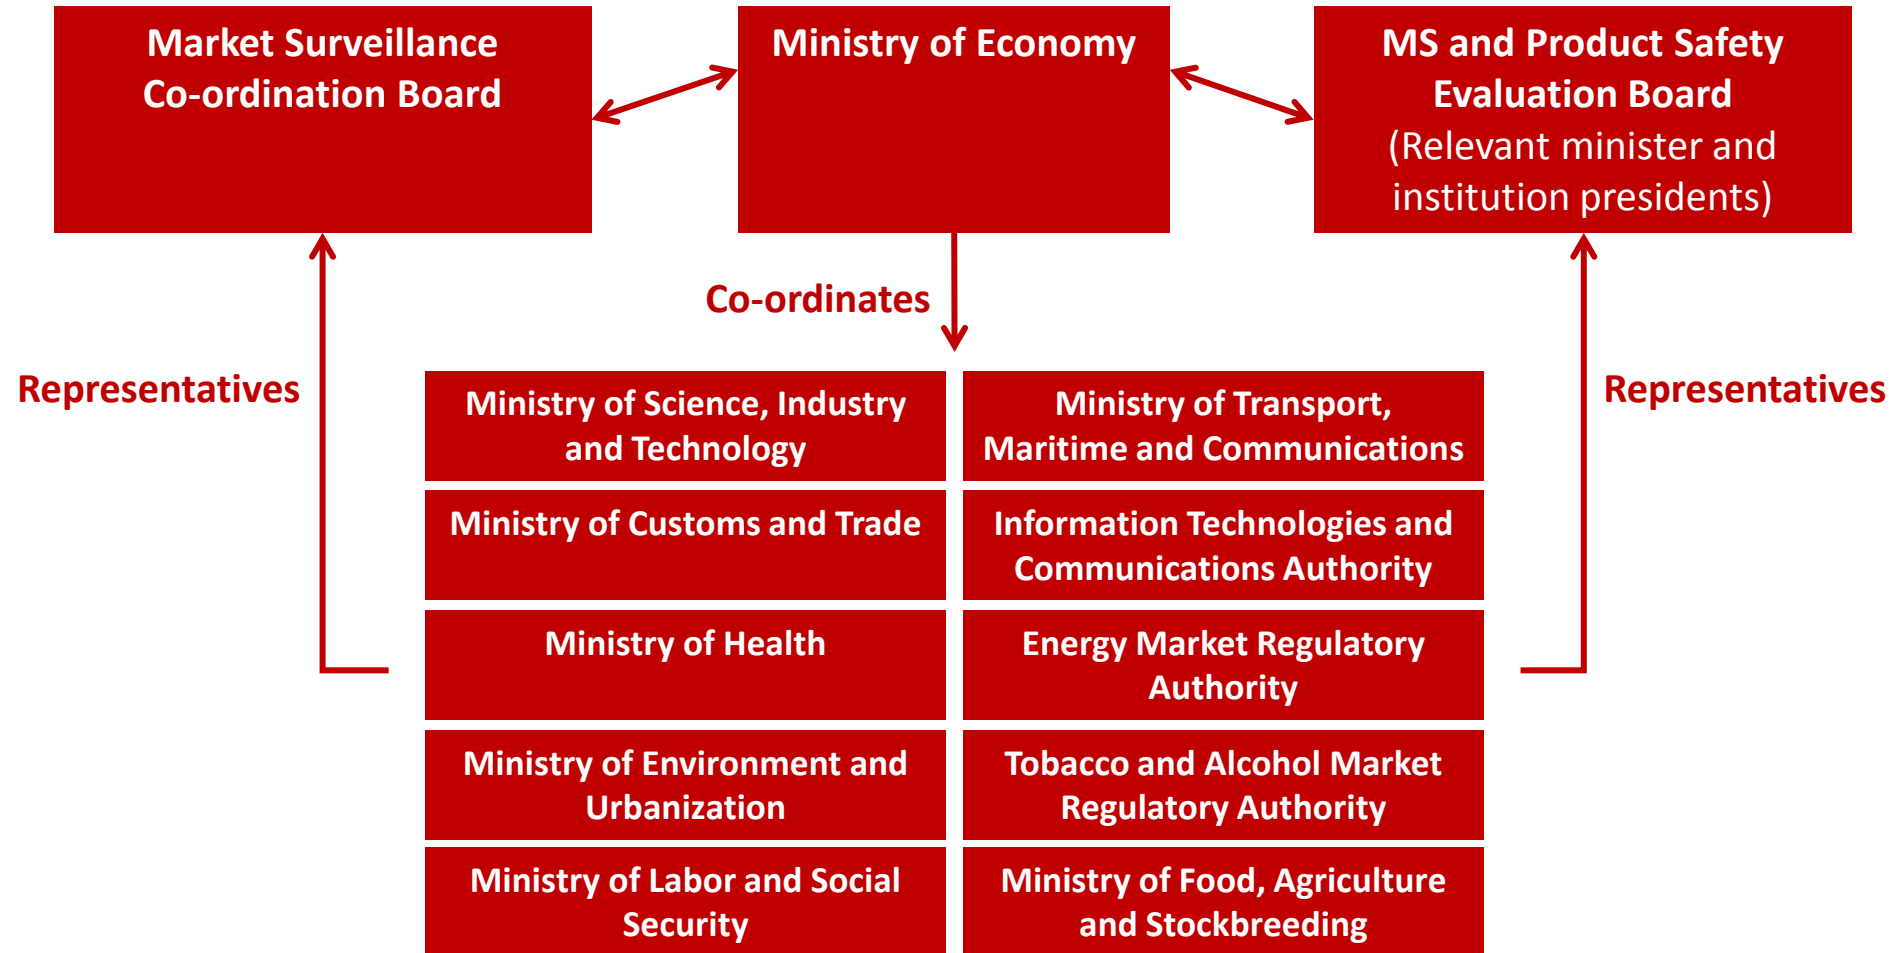 Market Surveillance
Co-ordination Board
Ministry of Economy
MS and Product Safety
Evaluation Board
(Relevant minister and
institution presidents)
Co-ordinates
Representatives
Representatives
Ministry of Science, Industry
and Technology
Ministry of Transport,
Maritime and Communications
Ministry of Customs and Trade
Information Technologies and
Communications Authority
Ministry of Health
Energy Market Regulatory
Authority
Ministry of Environment and
Urbanization
Tobacco and Alcohol Market
Regulatory Authority
Ministry of Labor and Social
Security
Ministry of Food, Agriculture
and Stockbreeding